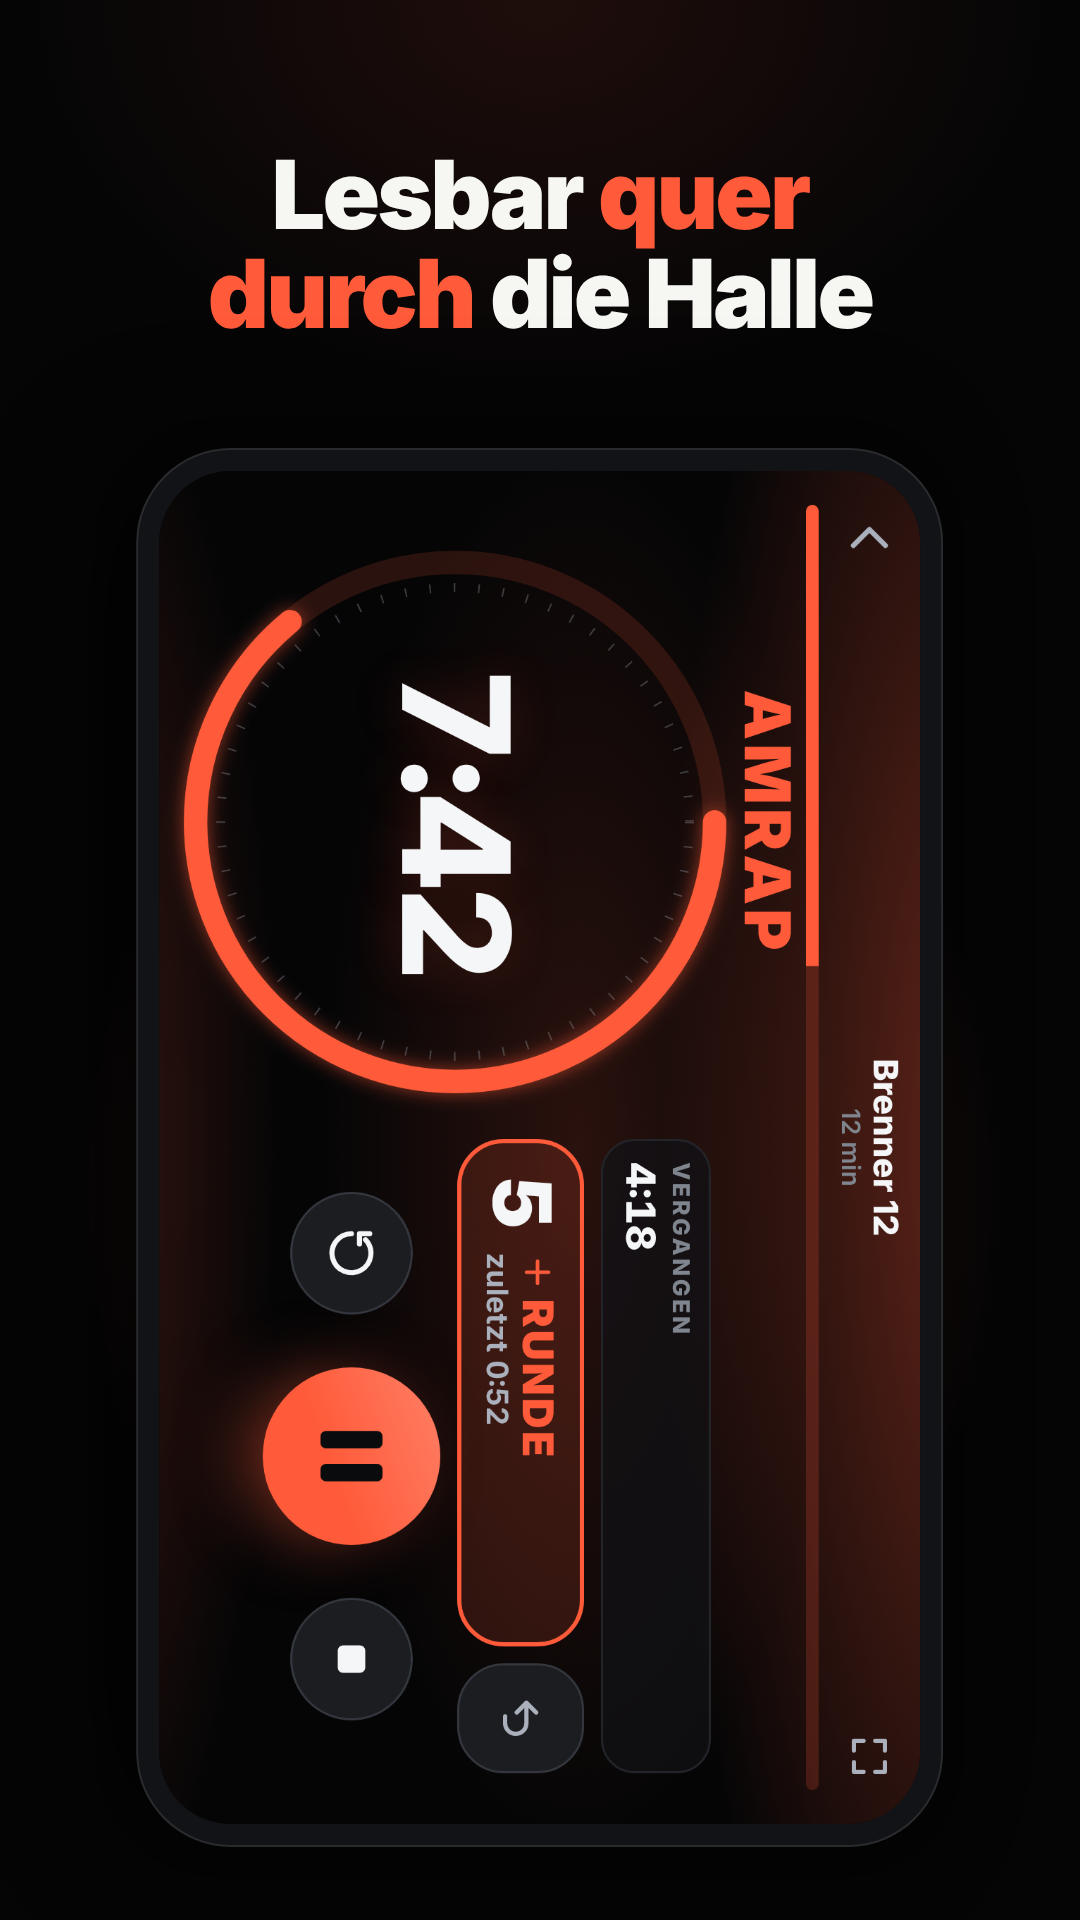 Lesbar quer
durch die Halle
Brenner 12
12 min
AMRAP
7:42
VERGANGEN
4:18
5
+ RUNDE
zuletzt 0:52